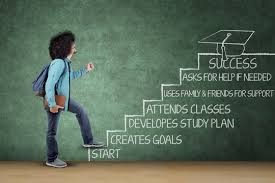 SUCCESS
ASKS FOR HELP IF NEEDED
USES FAMILY & FRIENDS FOR SUPPORT
ATTENDS CLASSES
DEVELOPES STUDY PLAN
CREATES GOALS
START